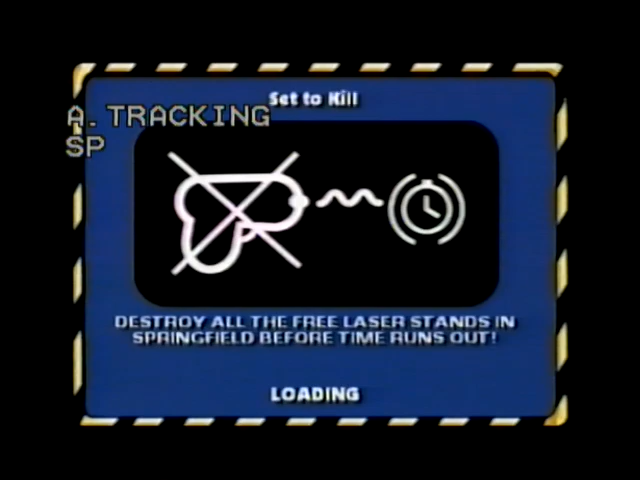 Set to Kill
A. TRACKING
SP
DESTROY ALL THE FREE LASER STANDS IN
SPRINGFIELD BEFORE TIME RUNS OUT!
LOADING